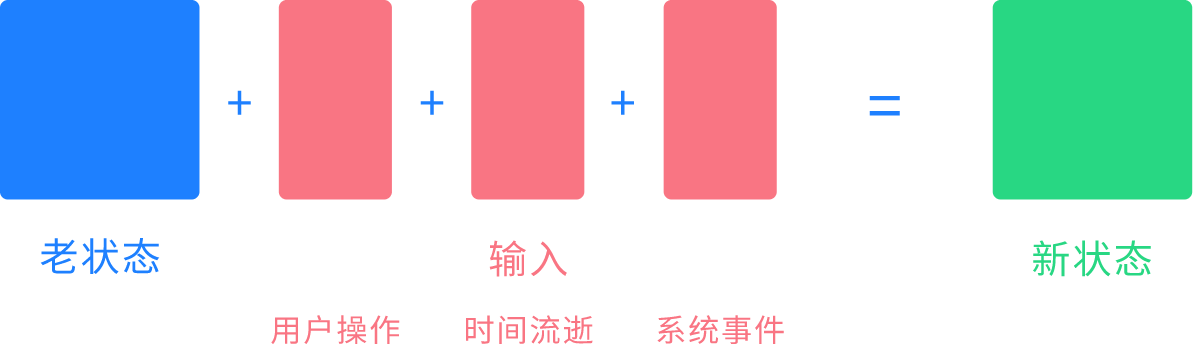 + + + =
老状态 输入 新状态
用户操作 时间流逝 系统事件